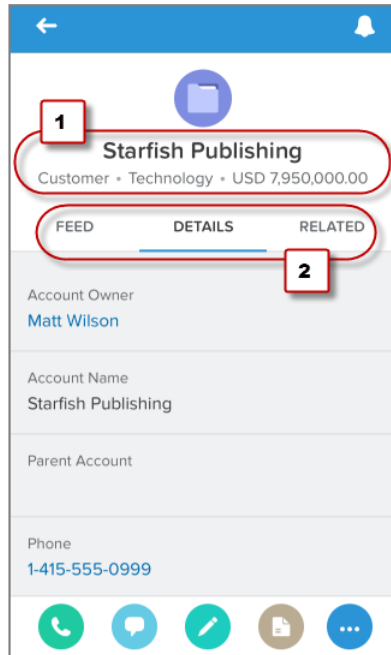 1
Starfish Publishing
Customer • Technology • USD 7,950,000.00
FEED DETAILS RELATED
2
Account Owner
Matt Wilson
Account Name
Starfish Publishing
Parent Account
Phone
1-415-555-0999